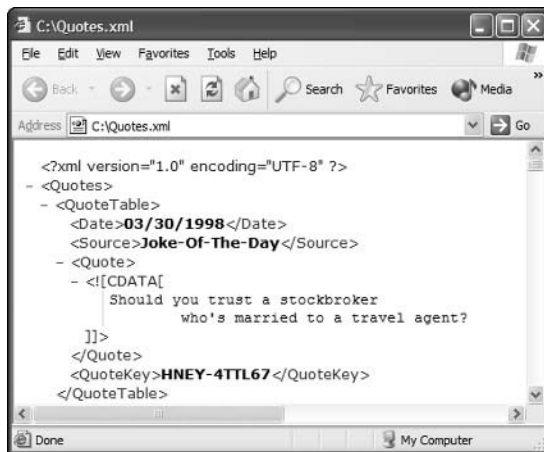 C:\Quotes.xml
File Edit View Favorites Tools Help
Back Search Favorites Media »
Address C:\Quotes.xml Go
<?xml version="1.0" encoding="UTF-8" ?>
- <Quotes>
- <QuoteTable>
<Date>03/30/1998</Date>
<Source>Joke-Of-The-Day</Source>
- <Quote>
- <![CDATA[
Should you trust a stockbroker
who's married to a travel agent?
]]>
</Quote>
<QuoteKey>HNEY-4TTL67</QuoteKey>
</QuoteTable>
Done My Computer